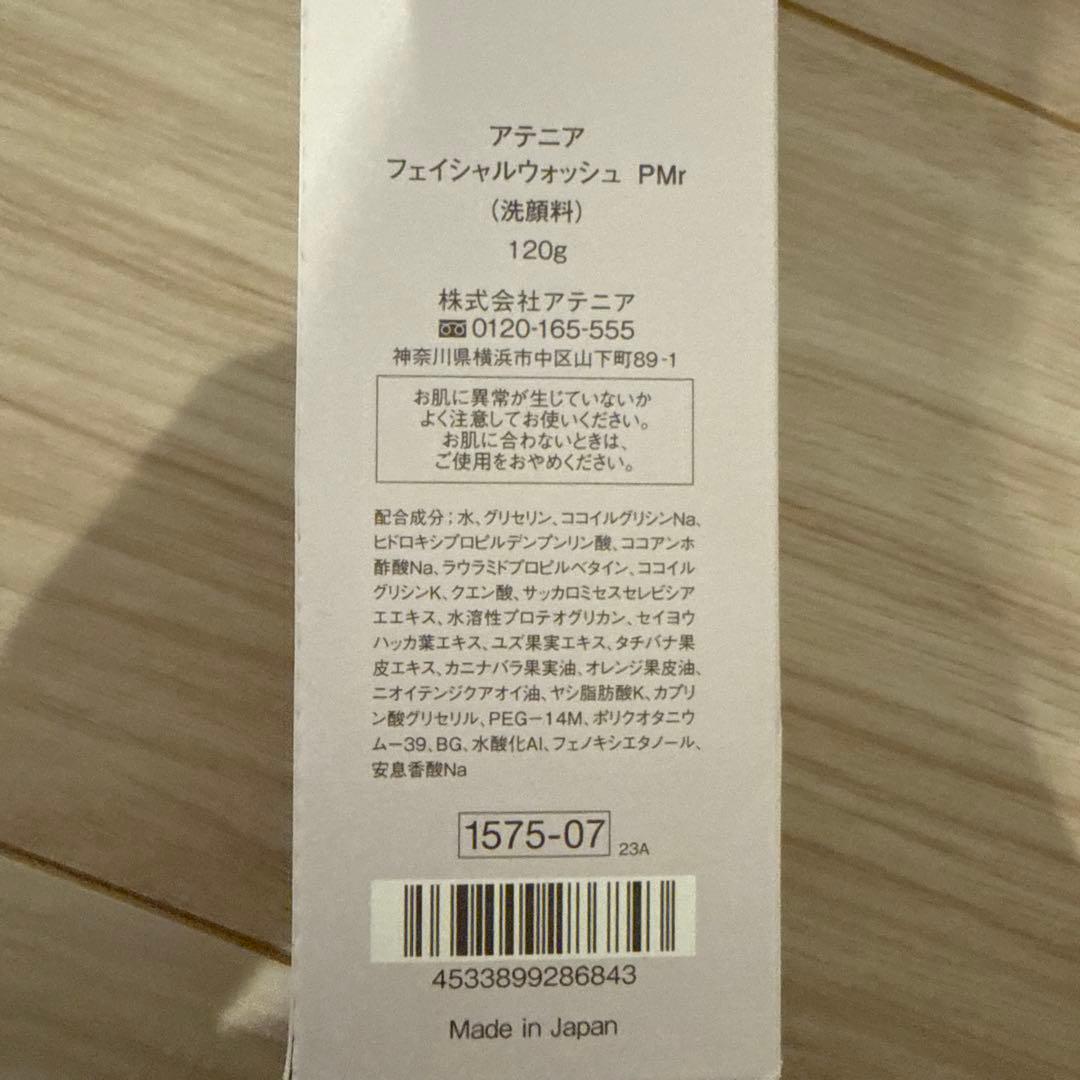 アテニア
フェイシャルウォッシュ PMr
（洗顔料）
120g
株式会社アテニア
0120-165-555
神奈川県横浜市中区山下町89-1
お肌に異常が生じていないか
よく注意してお使いください。
お肌に合わないときは、
ご使用をおやめください。
配合成分；水、グリセリン、ココイルグリシンNa、
ヒドロキシプロピルデンプンリン酸、ココアンホ
酢酸Na、ラウラミドプロピルベタイン、ココイル
グリシンK、クエン酸、サッカロミセスセレビシア
エエキス、水溶性プロテオグリカン、セイヨウ
ハッカ葉エキス、ユズ果実エキス、タチバナ果
皮エキス、カニナバラ果実油、オレンジ果皮油、
ニオイテンジクアオイ油、ヤシ脂肪酸K、カプリ
ン酸グリセリル、PEG－14M、ポリクオタニウ
ム－39、BG、水酸化Al、フェノキシエタノール、
安息香酸Na
1575-07 23A
4533899286843
Made in Japan